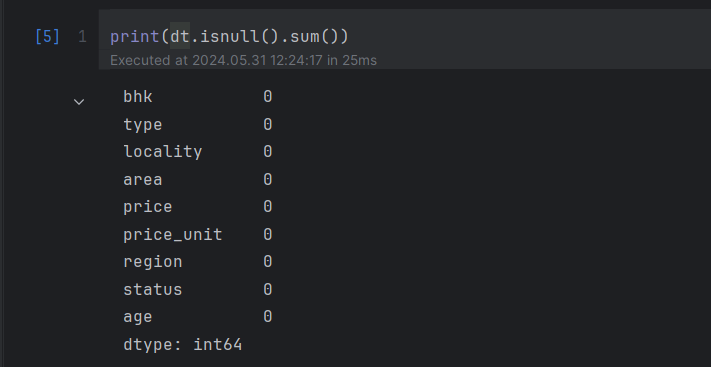 [5] 1 print(dt.isnull().sum())
Executed at 2024.05.31 12:24:17 in 25ms
bhk 0
type 0
locality 0
area 0
price 0
price_unit 0
region 0
status 0
age 0
dtype: int64